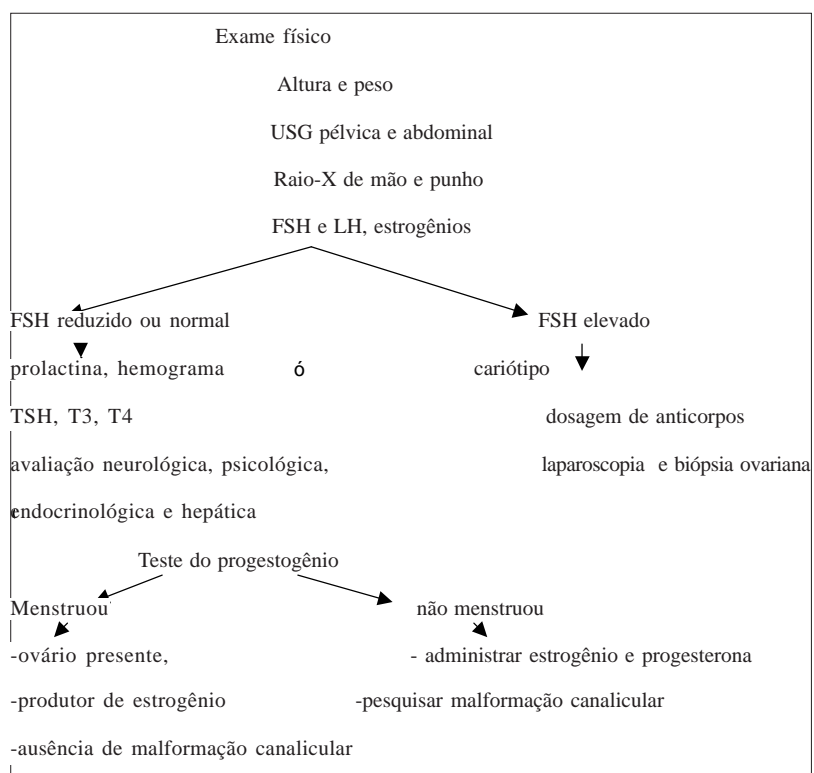 Exame físico
Altura e peso
USG pélvica e abdominal
Raio-X de mão e punho
FSH e LH, estrogênios
FSH reduzido ou normal
FSH elevado
prolactina, hemograma
ó
cariótipo
TSH, T3, T4
dosagem de anticorpos
avaliação neurológica, psicológica,
laparoscopia e biópsia ovariana
endocrinológica e hepática
Teste do progestogênio
Menstruou
não menstruou
-ovário presente,
- administrar estrogênio e progesterona
-produtor de estrogênio
-pesquisar malformação canalicular
-ausência de malformação canalicular